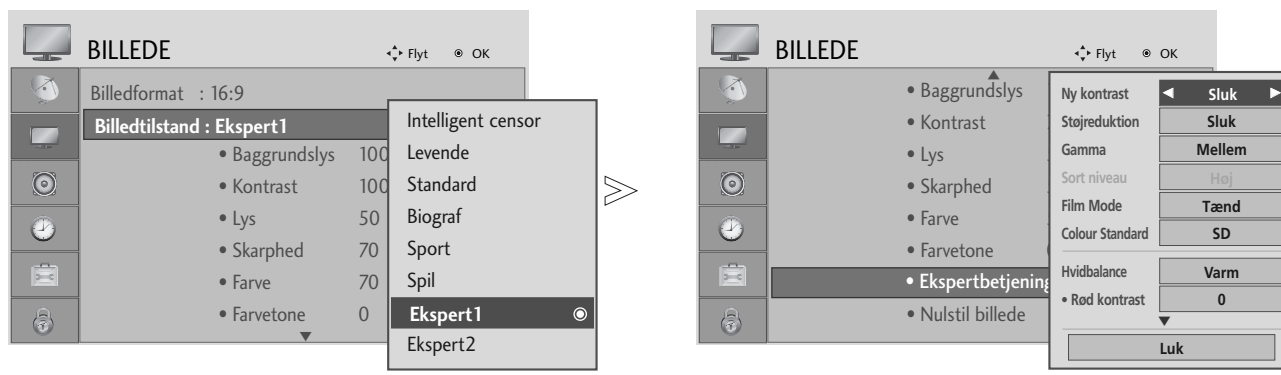 BILLEDE
Flyt OK
Billedformat : 16:9
Billedtilstand : Ekspert1
• Baggrundslys 100
• Kontrast 100
• Lys 50
• Skarphed 70
• Farve 70
• Farvetone 0
Intelligent censor
Levende
Standard
Biograf
Sport
Spil
Ekspert1
Ekspert2
BILLEDE
Flyt OK
• Baggrundslys
• Kontrast
• Lys
• Skarphed
• Farve
• Farvetone
• Ekspertbetjening
• Nulstil billede
Ny kontrast Sluk
Støjreduktion Sluk
Gamma Mellem
Sort niveau Høj
Film Mode Tænd
Colour Standard SD
Hvidbalance Varm
• Rød kontrast 0
Luk